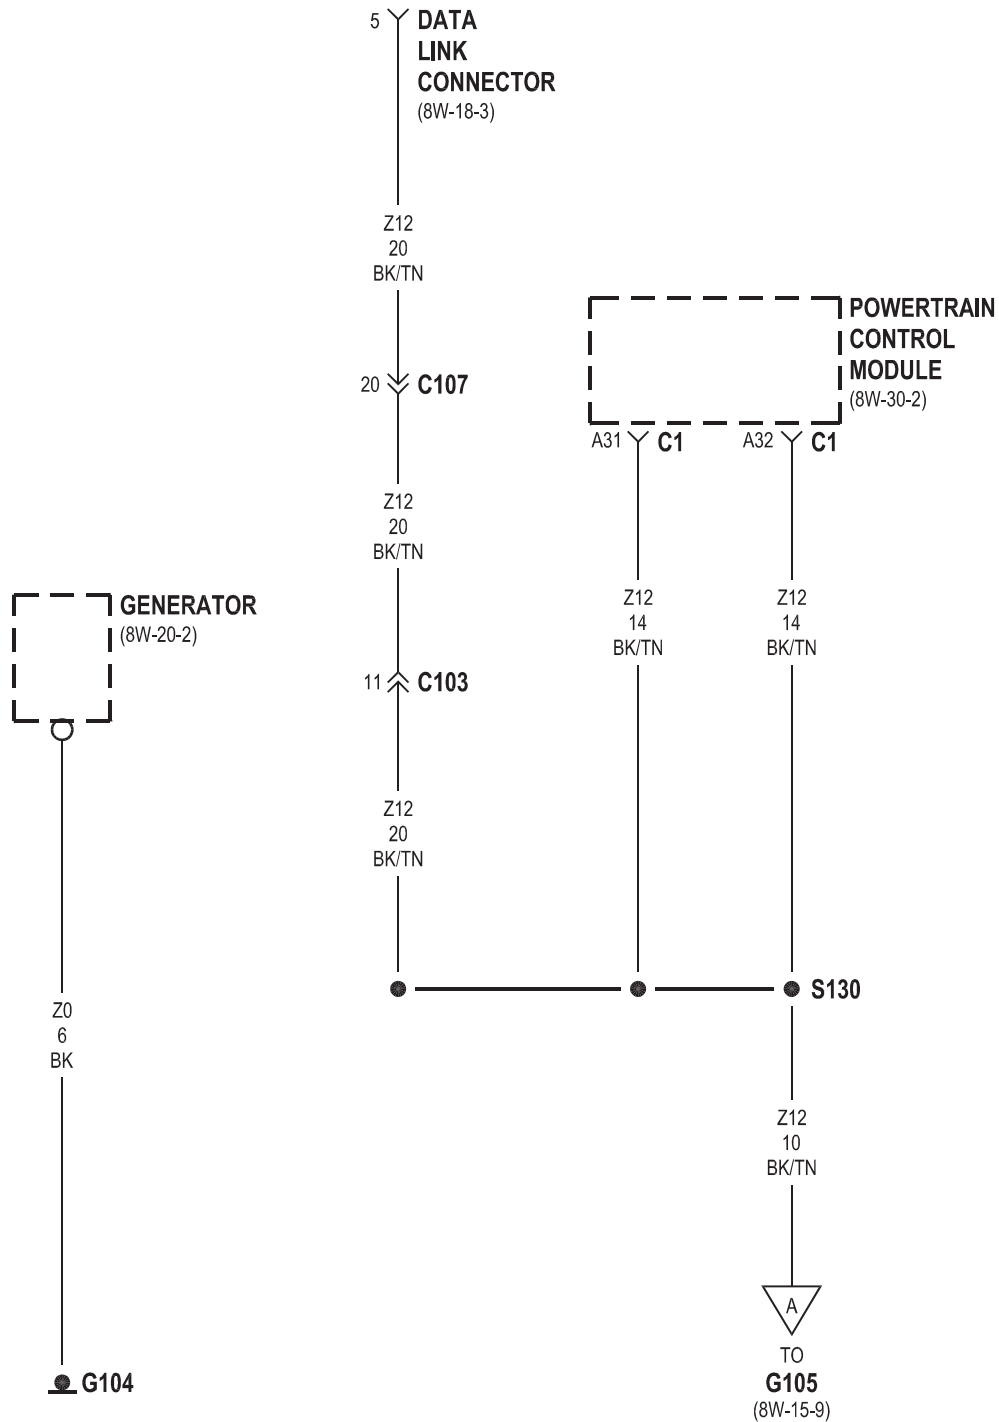 5
DATA
LINK
CONNECTOR
(8W-18-3)
Z12
20
BK/TN
20
C107
Z12
20
BK/TN
11
C103
Z12
20
BK/TN
POWERTRAIN
CONTROL
MODULE
(8W-30-2)
A31
C1
A32
C1
Z12
14
BK/TN
Z12
14
BK/TN
GENERATOR
(8W-20-2)
Z0
6
BK
G104
S130
Z12
10
BK/TN
A
TO
G105
(8W-15-9)